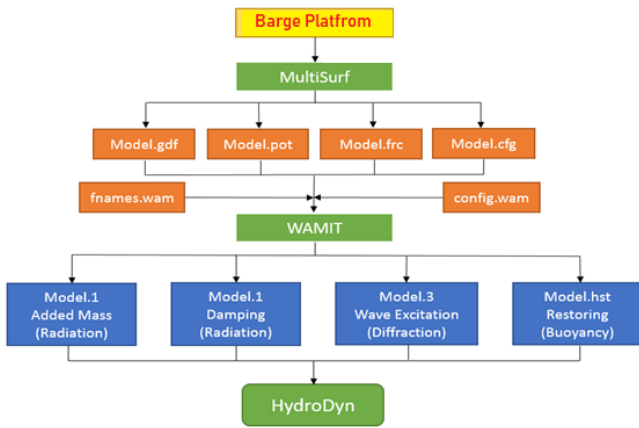 Barge Platfrom
MultiSurf
Model.gdf
Model.pot
Model.frc
Model.cfg
fnames.wam
config.wam
WAMIT
Model.1
Added Mass
(Radiation)
Model.1
Damping
(Radiation)
Model.3
Wave Excitation
(Diffraction)
Model.hst
Restoring
(Buoyancy)
HydroDyn